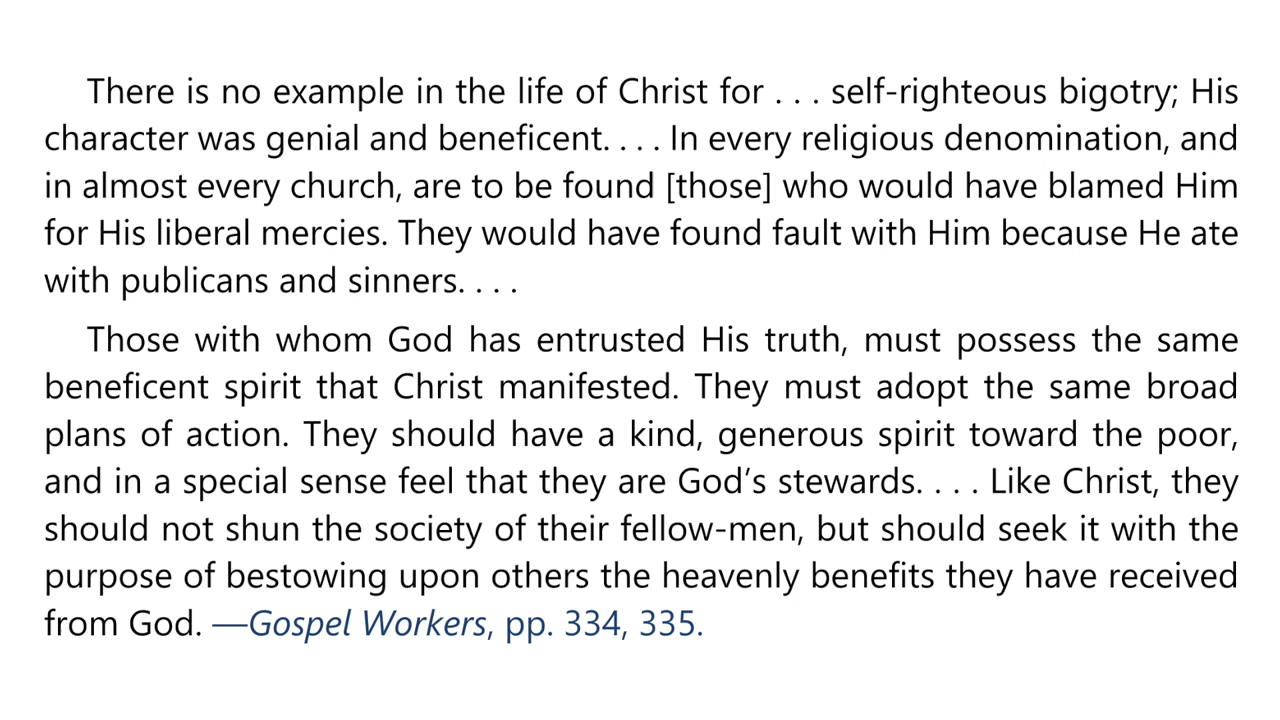 There is no example in the life of Christ for . . . self-righteous bigotry; His
character was genial and beneficent. . . . In every religious denomination, and
in almost every church, are to be found [those] who would have blamed Him
for His liberal mercies. They would have found fault with Him because He ate
with publicans and sinners. . . .
Those with whom God has entrusted His truth, must possess the same
beneficent spirit that Christ manifested. They must adopt the same broad
plans of action. They should have a kind, generous spirit toward the poor,
and in a special sense feel that they are God’s stewards. . . . Like Christ, they
should not shun the society of their fellow-men, but should seek it with the
purpose of bestowing upon others the heavenly benefits they have received
from God. —Gospel Workers, pp. 334, 335.